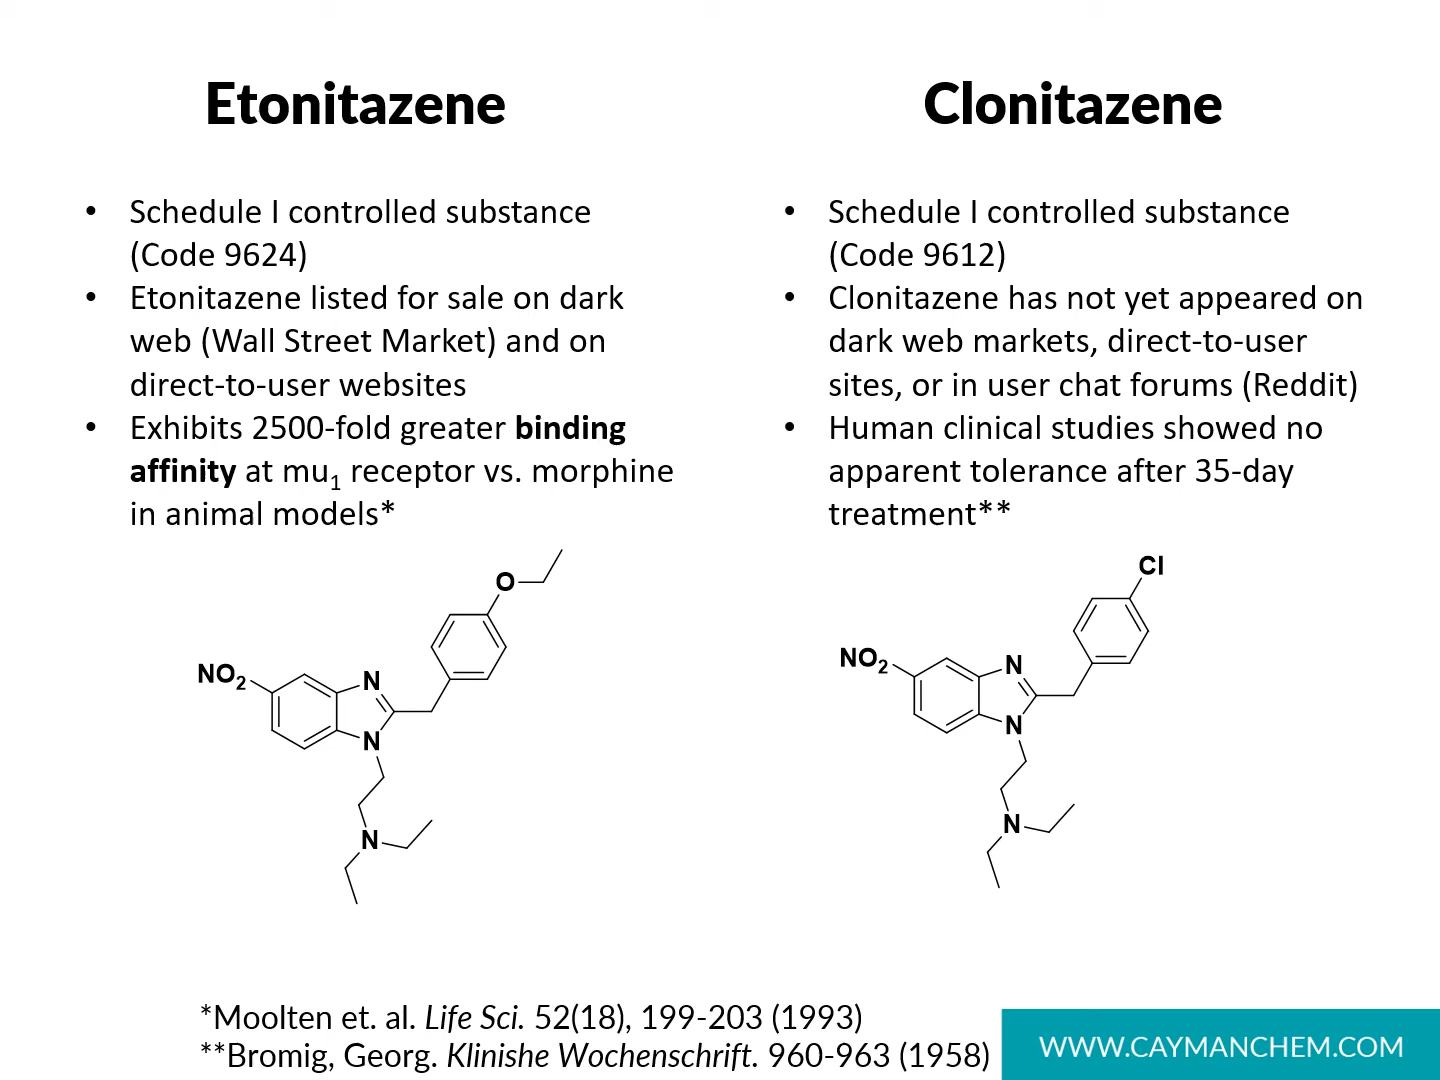 Etonitazene
• Schedule I controlled substance
(Code 9624)
• Etonitazene listed for sale on dark
web (Wall Street Market) and on
direct-to-user websites
• Exhibits 2500-fold greater binding
affinity at mu1 receptor vs. morphine
in animal models*
O
NO2
N
N
N
Clonitazene
• Schedule I controlled substance
(Code 9612)
• Clonitazene has not yet appeared on
dark web markets, direct-to-user
sites, or in user chat forums (Reddit)
• Human clinical studies showed no
apparent tolerance after 35-day
treatment**
Cl
NO2
N
N
N
*Moolten et. al. Life Sci. 52(18), 199-203 (1993)
**Bromig, Georg. Klinishe Wochenschrift. 960-963 (1958)
WWW.CAYMANCHEM.COM